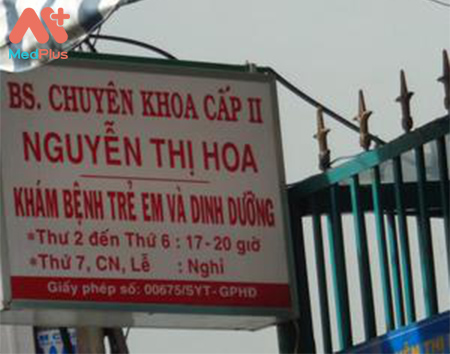 MedPlus
BS. CHUYÊN KHOA CẤP II
NGUYỄN THỊ HOA
KHÁM BỆNH TRẺ EM VÀ DINH DƯỠNG
*Thư 2 đến Thứ 6 : 17-20 giờ
*Thứ 7, CN, Lễ : Nghỉ
Giấy phép số: 00675/SYT-GPHĐ